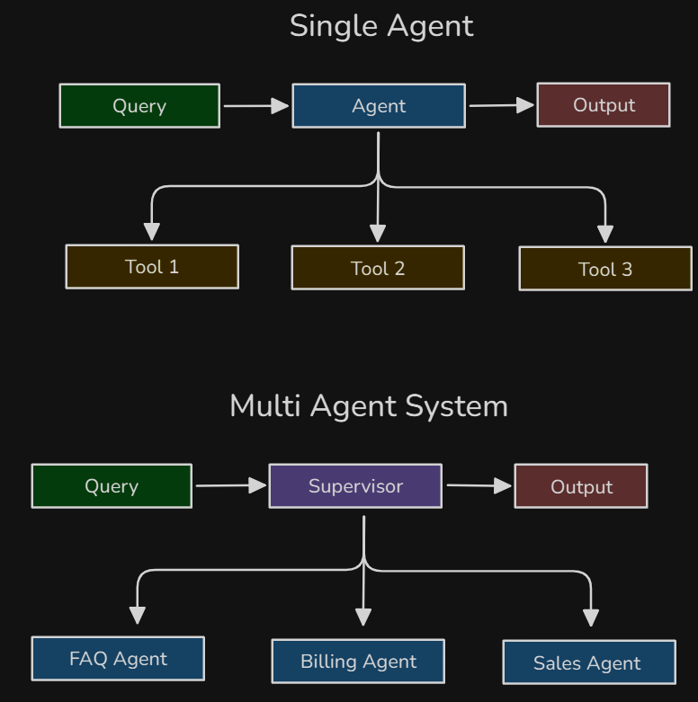 Single Agent
Query
Agent
Output
Tool 1
Tool 2
Tool 3
Multi Agent System
Query
Supervisor
Output
FAQ Agent
Billing Agent
Sales Agent